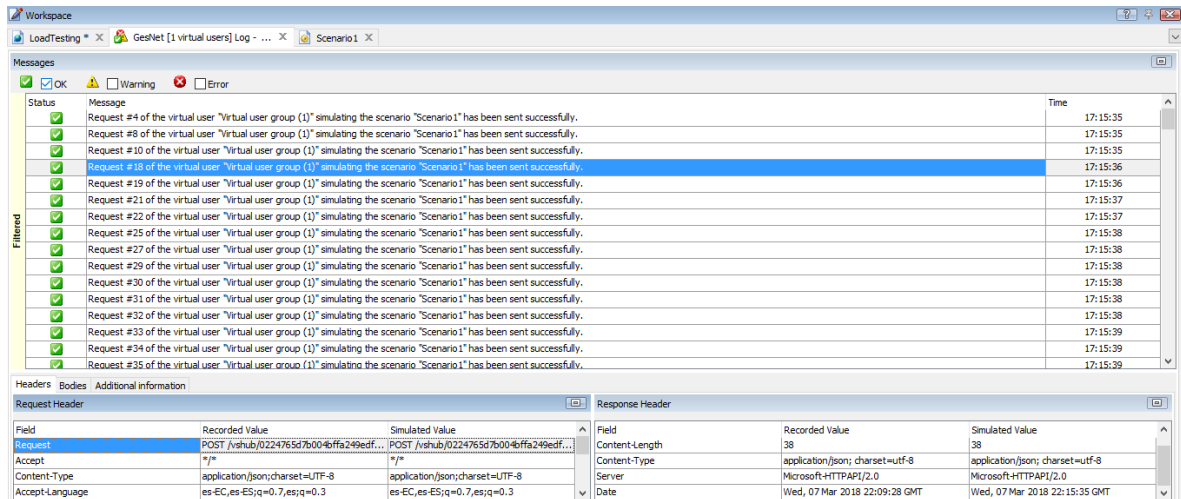 Workspace
LoadTesting * X GesNet [1 virtual users] Log - ... X Scenario1 X
Messages
OK Warning Error
Status Message Time
Request #4 of the virtual user "Virtual user group (1)" simulating the scenario "Scenario1" has been sent successfully. 17:15:35
Request #8 of the virtual user "Virtual user group (1)" simulating the scenario "Scenario1" has been sent successfully. 17:15:35
Request #10 of the virtual user "Virtual user group (1)" simulating the scenario "Scenario1" has been sent successfully. 17:15:35
Request #18 of the virtual user "Virtual user group (1)" simulating the scenario "Scenario1" has been sent successfully. 17:15:36
Request #19 of the virtual user "Virtual user group (1)" simulating the scenario "Scenario1" has been sent successfully. 17:15:36
Request #21 of the virtual user "Virtual user group (1)" simulating the scenario "Scenario1" has been sent successfully. 17:15:37
Request #22 of the virtual user "Virtual user group (1)" simulating the scenario "Scenario1" has been sent successfully. 17:15:37
Request #25 of the virtual user "Virtual user group (1)" simulating the scenario "Scenario1" has been sent successfully. 17:15:38
Request #27 of the virtual user "Virtual user group (1)" simulating the scenario "Scenario1" has been sent successfully. 17:15:38
Request #29 of the virtual user "Virtual user group (1)" simulating the scenario "Scenario1" has been sent successfully. 17:15:38
Request #30 of the virtual user "Virtual user group (1)" simulating the scenario "Scenario1" has been sent successfully. 17:15:38
Request #31 of the virtual user "Virtual user group (1)" simulating the scenario "Scenario1" has been sent successfully. 17:15:38
Request #32 of the virtual user "Virtual user group (1)" simulating the scenario "Scenario1" has been sent successfully. 17:15:38
Request #33 of the virtual user "Virtual user group (1)" simulating the scenario "Scenario1" has been sent successfully. 17:15:39
Request #34 of the virtual user "Virtual user group (1)" simulating the scenario "Scenario1" has been sent successfully. 17:15:39
Request #35 of the virtual user "Virtual user group (1)" simulating the scenario "Scenario1" has been sent successfully. 17:15:39
Filtered
Headers Bodies Additional information
Request Header Response Header
Field Recorded Value Simulated Value Field Recorded Value Simulated Value
Request POST /vshub/0224765d7b004bffa249edf... POST /vshub/0224765d7b004bffa249edf... Content-Length 38 38
Accept */* */* Content-Type application/json; charset=utf-8 application/json; charset=utf-8
Content-Type application/json;charset=UTF-8 application/json;charset=UTF-8 Server Microsoft-HTTPAPI/2.0 Microsoft-HTTPAPI/2.0
Accept-Language es-EC,es-ES;q=0.7,es;q=0.3 es-EC,es-ES;q=0.7,es;q=0.3 Date Wed, 07 Mar 2018 22:09:28 GMT Wed, 07 Mar 2018 22:15:35 GMT